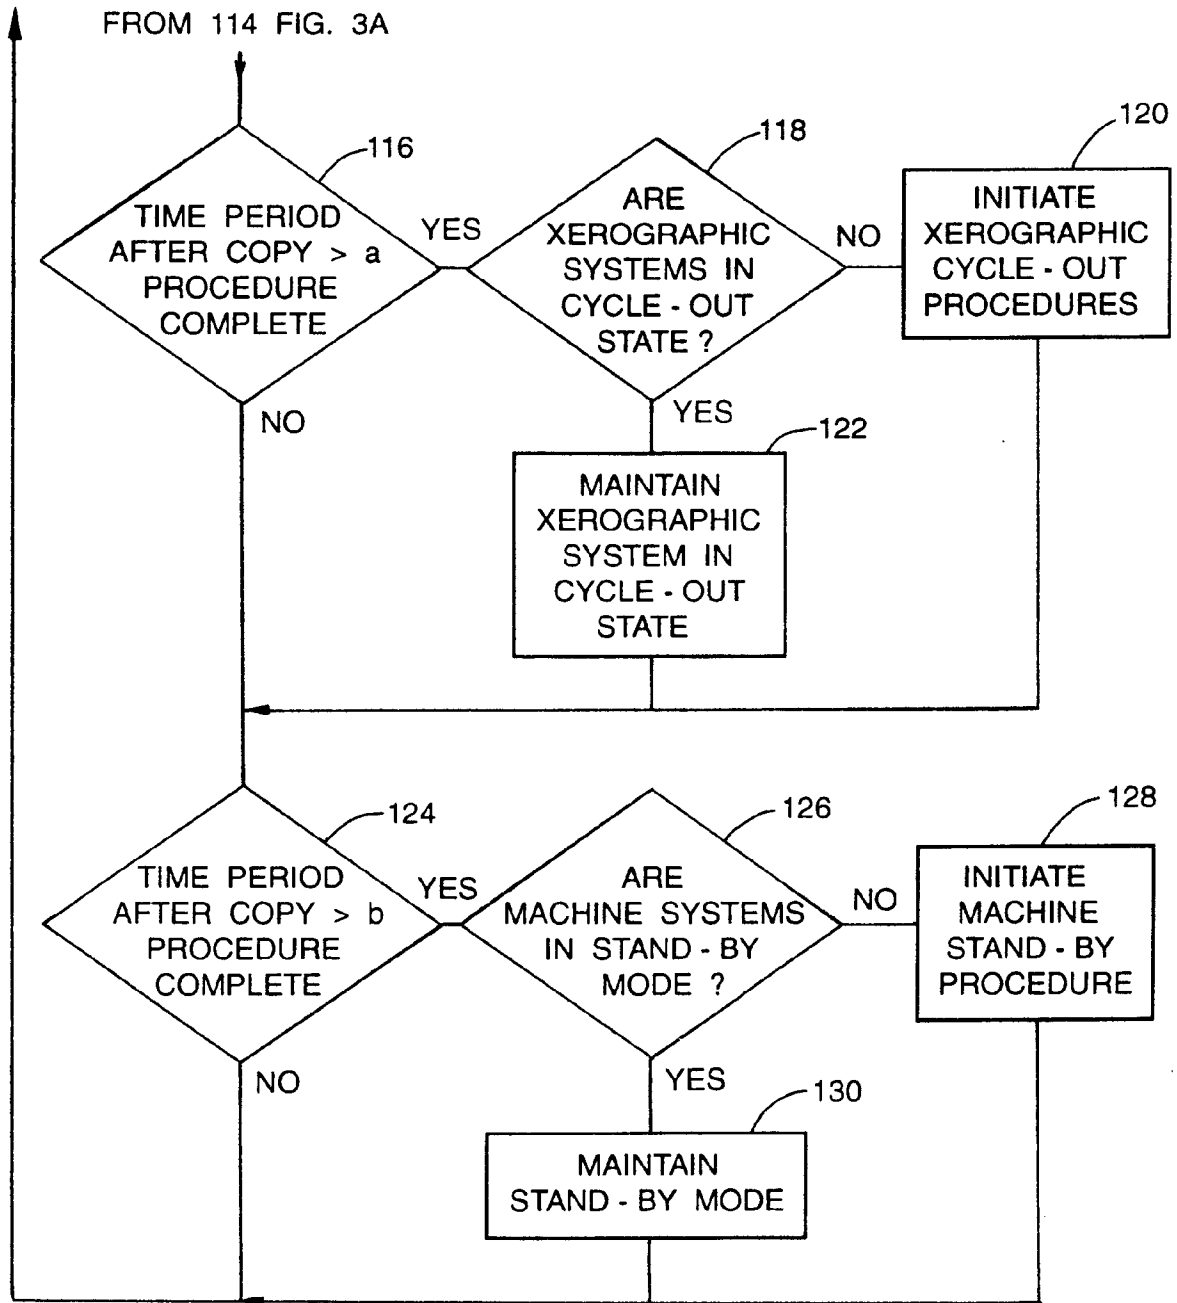 FROM 114 FIG. 3A
116
TIME PERIOD
AFTER COPY > a
PROCEDURE
COMPLETE
YES
NO
118
ARE
XEROGRAPHIC
SYSTEMS IN
CYCLE - OUT
STATE ?
NO
YES
120
INITIATE
XEROGRAPHIC
CYCLE - OUT
PROCEDURES
122
MAINTAIN
XEROGRAPHIC
SYSTEM IN
CYCLE - OUT
STATE
124
TIME PERIOD
AFTER COPY > b
PROCEDURE
COMPLETE
YES
NO
126
ARE
MACHINE SYSTEMS
IN STAND - BY
MODE ?
NO
YES
128
INITIATE
MACHINE
STAND - BY
PROCEDURE
130
MAINTAIN
STAND - BY MODE